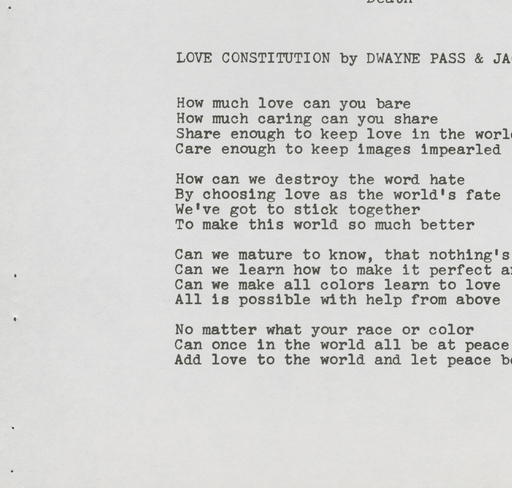 Death
LOVE CONSTITUTION by DWAYNE PASS & JA
How much love can you bare
How much caring can you share
Share enough to keep love in the worl
Care enough to keep images impearled
How can we destroy the word hate
By choosing love as the world's fate
We've got to stick together
To make this world so much better
Can we mature to know, that nothing's
Can we learn how to make it perfect a
Can we make all colors learn to love
All is possible with help from above
No matter what your race or color
Can once in the world all be at peace
Add love to the world and let peace b